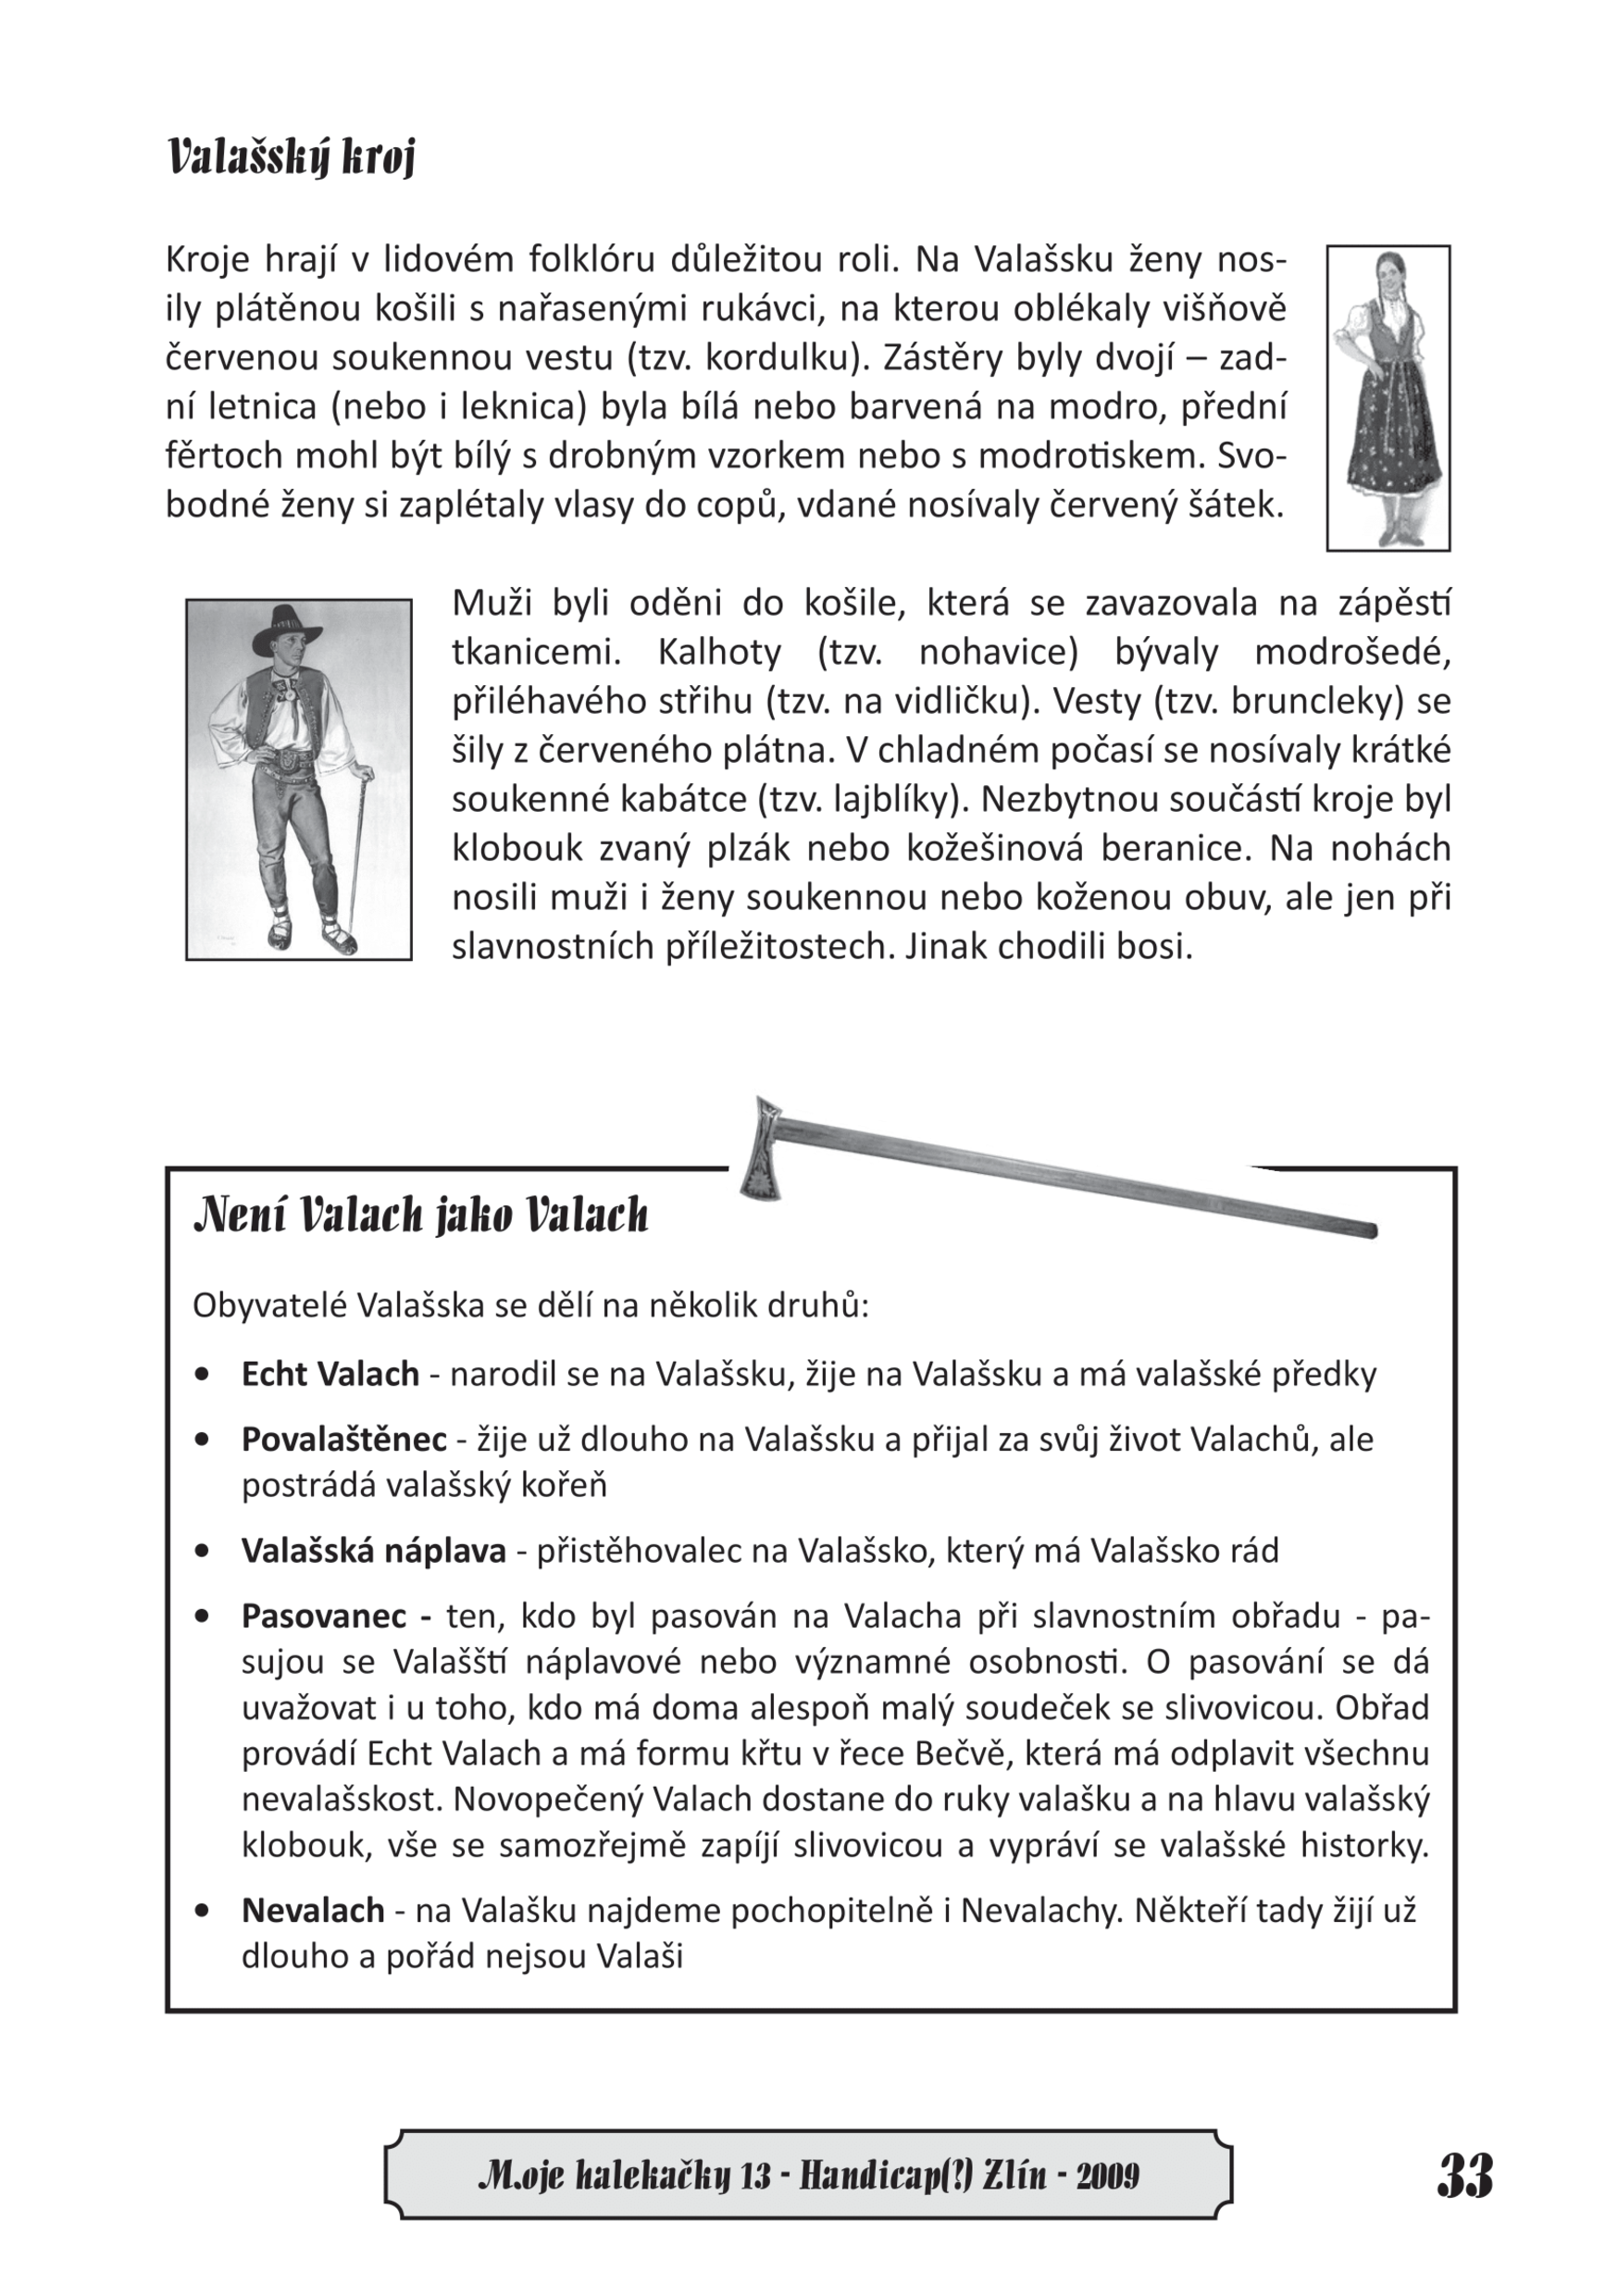 Valašský kroj
Kroje hrají v lidovém folklóru důležitou roli. Na Valašsku ženy nos-
ily plátěnou košili s nařasenými rukávci, na kterou oblékaly višňově
červenou soukennou vestu (tzv. kordulku). Zástěry byly dvojí – zad-
ní letnica (nebo i leknica) byla bílá nebo barvená na modro, přední
fěrtoch mohl být bílý s drobným vzorkem nebo s modrotiskem. Svo-
bodné ženy si zaplétaly vlasy do copů, vdané nosívaly červený šátek.
Muži byli oděni do košile, která se zavazovala na zápěstí
tkanicemi. Kalhoty (tzv. nohavice) bývaly modrošedé,
přiléhavého střihu (tzv. na vidličku). Vesty (tzv. bruncleky) se
šily z červeného plátna. V chladném počasí se nosívaly krátké
soukenné kabátce (tzv. lajblíky). Nezbytnou součástí kroje byl
klobouk zvaný plzák nebo kožešinová beranice. Na nohách
nosili muži i ženy soukennou nebo koženou obuv, ale jen při
slavnostních příležitostech. Jinak chodili bosi.
Není Valach jako Valach
Obyvatelé Valašska se dělí na několik druhů:
• Echt Valach - narodil se na Valašsku, žije na Valašsku a má valašské předky
• Povalaštěnec - žije už dlouho na Valašsku a přijal za svůj život Valachů, ale
postrádá valašský kořeň
• Valašská náplava - přistěhovalec na Valašsko, který má Valašsko rád
• Pasovanec - ten, kdo byl pasován na Valacha při slavnostním obřadu - pa-
sujou se Valašští náplavové nebo významné osobnosti. O pasování se dá
uvažovat i u toho, kdo má doma alespoň malý soudeček se slivovicou. Obřad
provádí Echt Valach a má formu křtu v řece Bečvě, která má odplavit všechnu
nevalašskost. Novopečený Valach dostane do ruky valašku a na hlavu valašský
klobouk, vše se samozřejmě zapíjí slivovicou a vypráví se valašské historky.
• Nevalach - na Valašku najdeme pochopitelně i Nevalachy. Někteří tady žijí už
dlouho a pořád nejsou Valaši
M.oje halekačky 13 - Handicap(?) Zlín - 2009
33